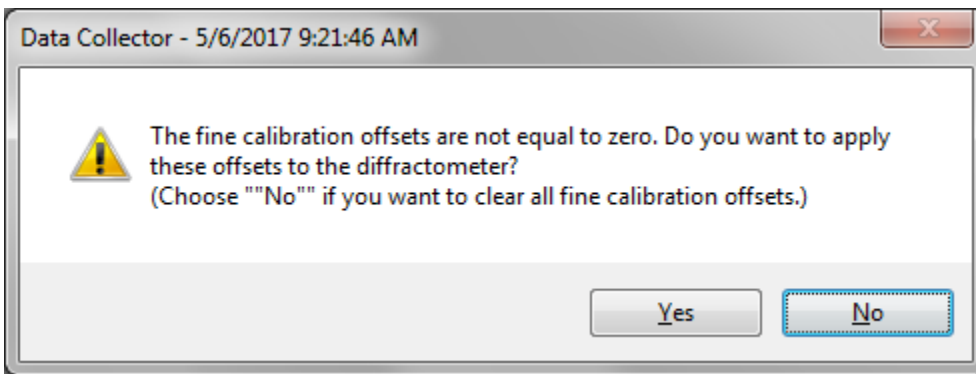 Data Collector - 5/6/2017 9:21:46 AM
The fine calibration offsets are not equal to zero. Do you want to apply
these offsets to the diffractometer?
(Choose ""No"" if you want to clear all fine calibration offsets.)
Yes
No